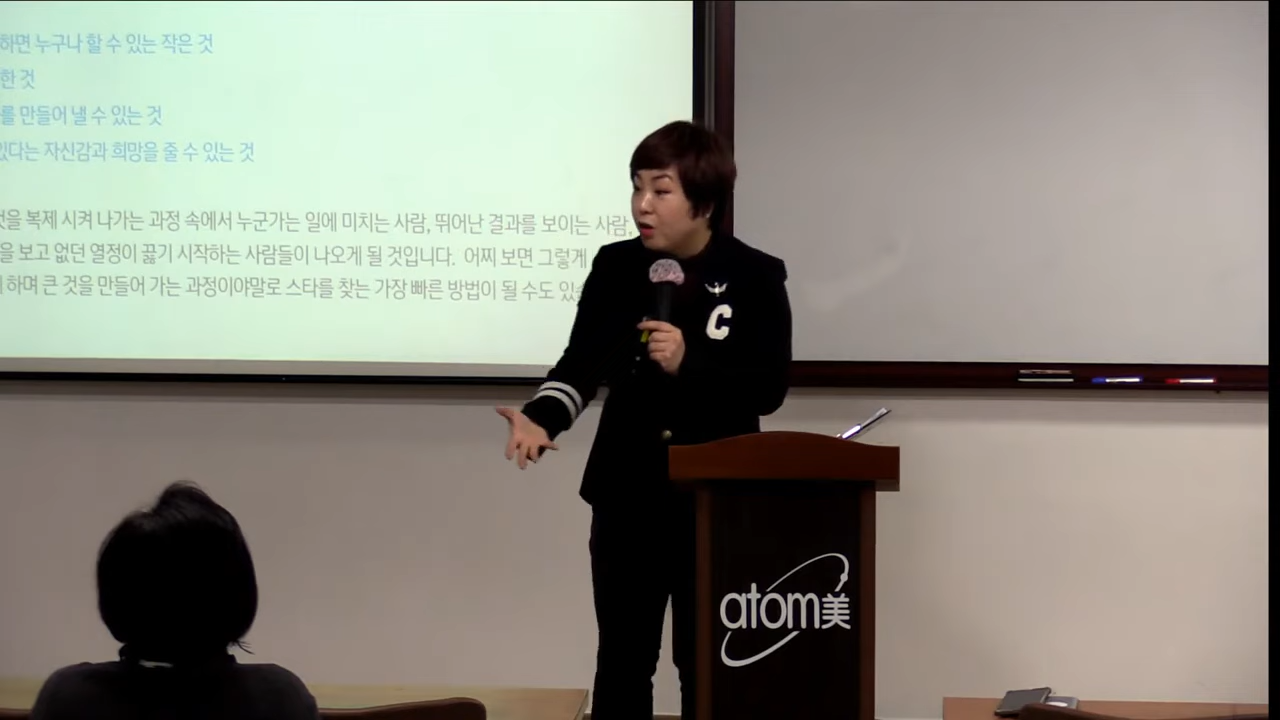 하면 누구나 할 수 있는 작은 것
한 것
를 만들어 낼 수 있는 것
있다는 자신감과 희망을 줄 수 있는 것
것을 복제 시켜 나가는 과정 속에서 누군가는 일에 미치는 사람, 뛰어난 결과를 보이는 사람,
을 보고 없던 열정이 끓기 시작하는 사람들이 나오게 될 것입니다. 어찌 보면 그렇게
하며 큰 것을 만들어 가는 과정이야말로 스타를 찾는 가장 빠른 방법이 될 수도
C
atom美